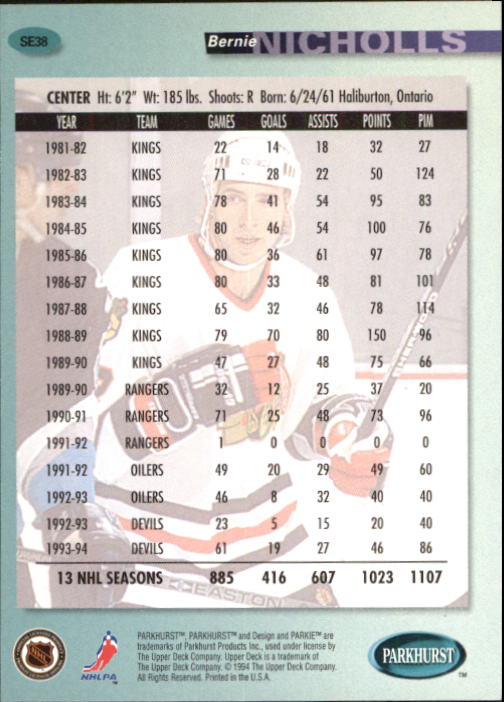 SE38
Bernie NICHOLLS
CENTER Ht: 6'2" Wt: 185 lbs. Shoots: R Born: 6/24/61 Haliburton, Ontario
YEAR TEAM GAMES GOALS ASSISTS POINTS PIM
1981-82 KINGS 22 14 18 32 27
1982-83 KINGS 71 28 22 50 124
1983-84 KINGS 78 41 54 95 83
1984-85 KINGS 80 46 54 100 76
1985-86 KINGS 80 36 61 97 78
1986-87 KINGS 80 33 48 81 101
1987-88 KINGS 65 32 46 78 114
1988-89 KINGS 79 70 80 150 96
1989-90 KINGS 47 27 48 75 66
1989-90 RANGERS 32 12 25 37 20
1990-91 RANGERS 71 25 48 73 96
1991-92 RANGERS 1 0 0 0 0
1991-92 OILERS 49 20 29 49 60
1992-93 OILERS 46 8 32 40 40
1992-93 DEVILS 23 5 15 20 40
1993-94 DEVILS 61 19 27 46 86
13 NHL SEASONS 885 416 607 1023 1107
EASTON
NHLPA
PARKHURST™, PARKHURST™ and Design and PARKIE™ are
trademarks of Parkhurst Products Inc., used under license by
The Upper Deck Company. Upper Deck is a trademark of
The Upper Deck Company. © 1994 The Upper Deck Company.
All Rights Reserved. Printed in the U.S.A.
PARKHURST
TM